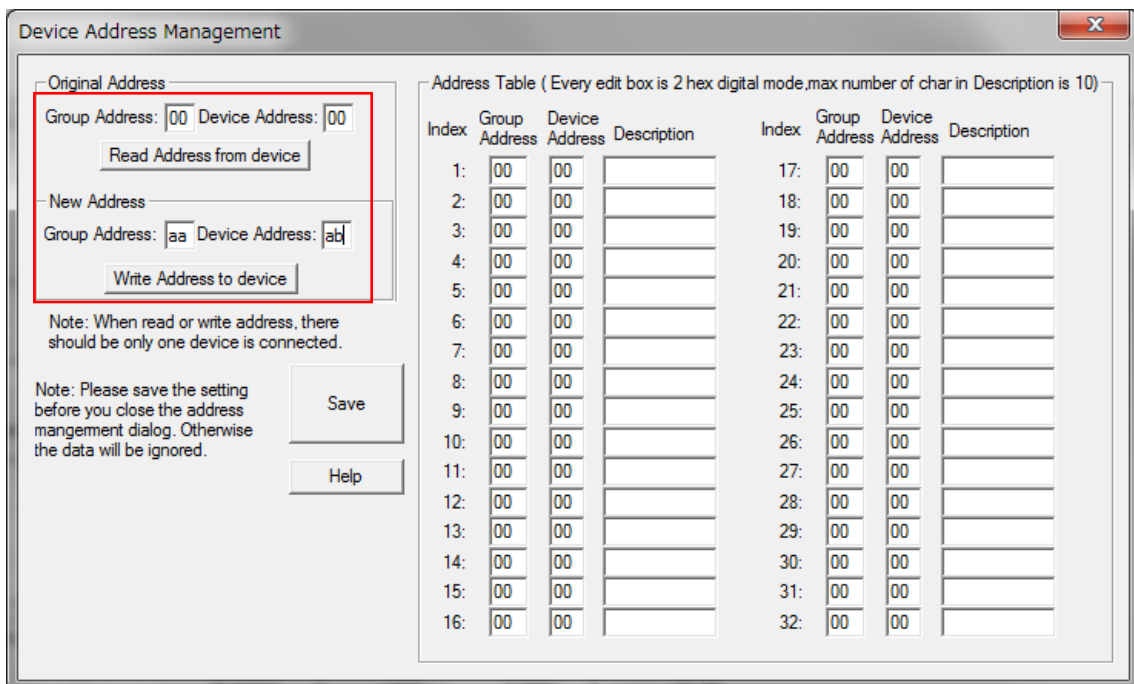 Device Address Management
X
Original Address
Group Address: 00 Device Address: 00
Read Address from device
New Address
Group Address: aa Device Address: ab
Write Address to device
Note: When read or write address, there
should be only one device is connected.
Note: Please save the setting
before you close the address
mangement dialog. Otherwise
the data will be ignored.
Save
Help
Address Table ( Every edit box is 2 hex digital mode,max number of char in Description is 10)
Index Group Address Device Address Description Index Group Address Device Address Description
1: 00 00 17: 00 00
2: 00 00 18: 00 00
3: 00 00 19: 00 00
4: 00 00 20: 00 00
5: 00 00 21: 00 00
6: 00 00 22: 00 00
7: 00 00 23: 00 00
8: 00 00 24: 00 00
9: 00 00 25: 00 00
10: 00 00 26: 00 00
11: 00 00 27: 00 00
12: 00 00 28: 00 00
13: 00 00 29: 00 00
14: 00 00 30: 00 00
15: 00 00 31: 00 00
16: 00 00 32: 00 00